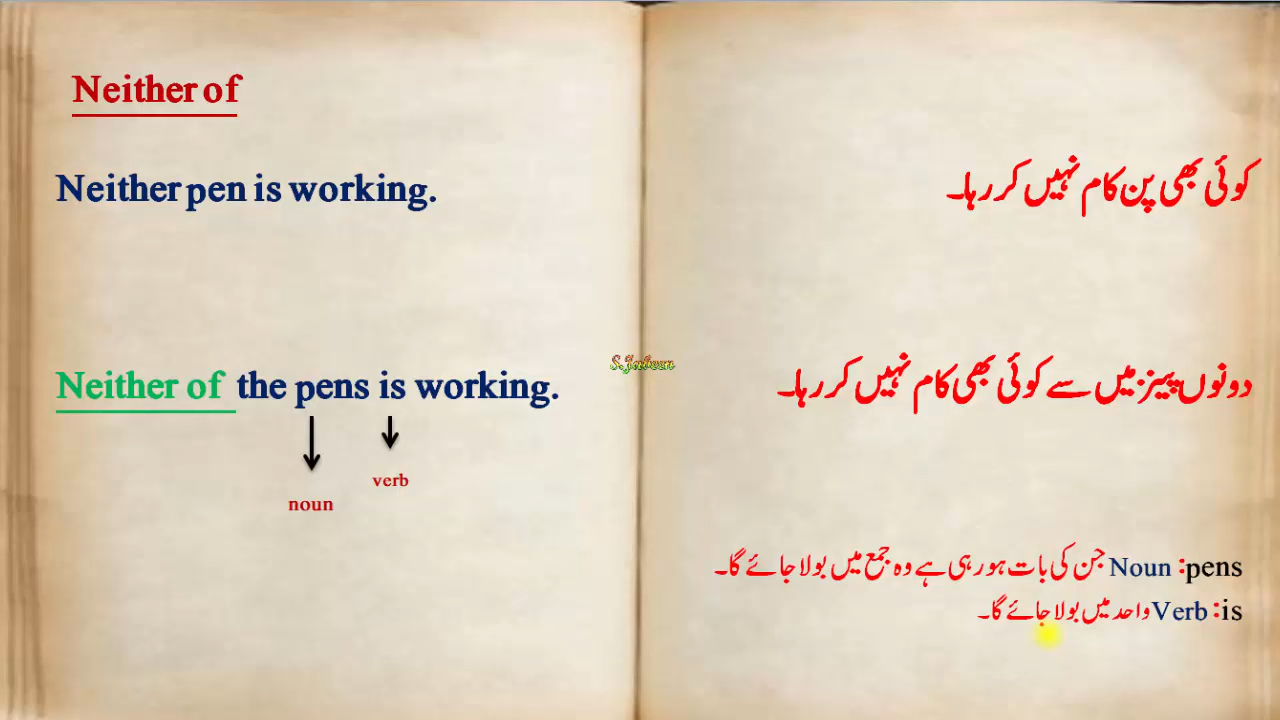 Neither of
Neither pen is working.
کوئی بھی پن کام نہیں کر رہا۔
S.Jabeen
Neither of the pens is working.
دونوں پینز میں سے کوئی بھی کام نہیں کر رہا۔
verb
noun
pens: Noun جن کی بات ہو رہی ہے وہ جمع میں بولا جائے گا۔
is: Verb واحد میں بولا جائے گا۔